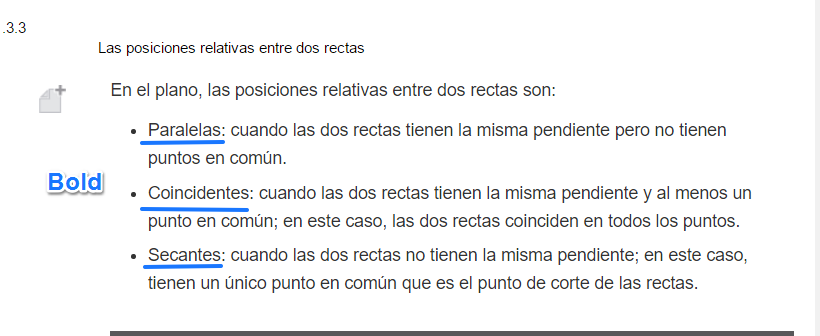 .3.3
Las posiciones relativas entre dos rectas
En el plano, las posiciones relativas entre dos rectas son:
• Paralelas: cuando las dos rectas tienen la misma pendiente pero no tienen
puntos en común.
Bold
• Coincidentes: cuando las dos rectas tienen la misma pendiente y al menos un
punto en común; en este caso, las dos rectas coinciden en todos los puntos.
• Secantes: cuando las dos rectas no tienen la misma pendiente; en este caso,
tienen un único punto en común que es el punto de corte de las rectas.